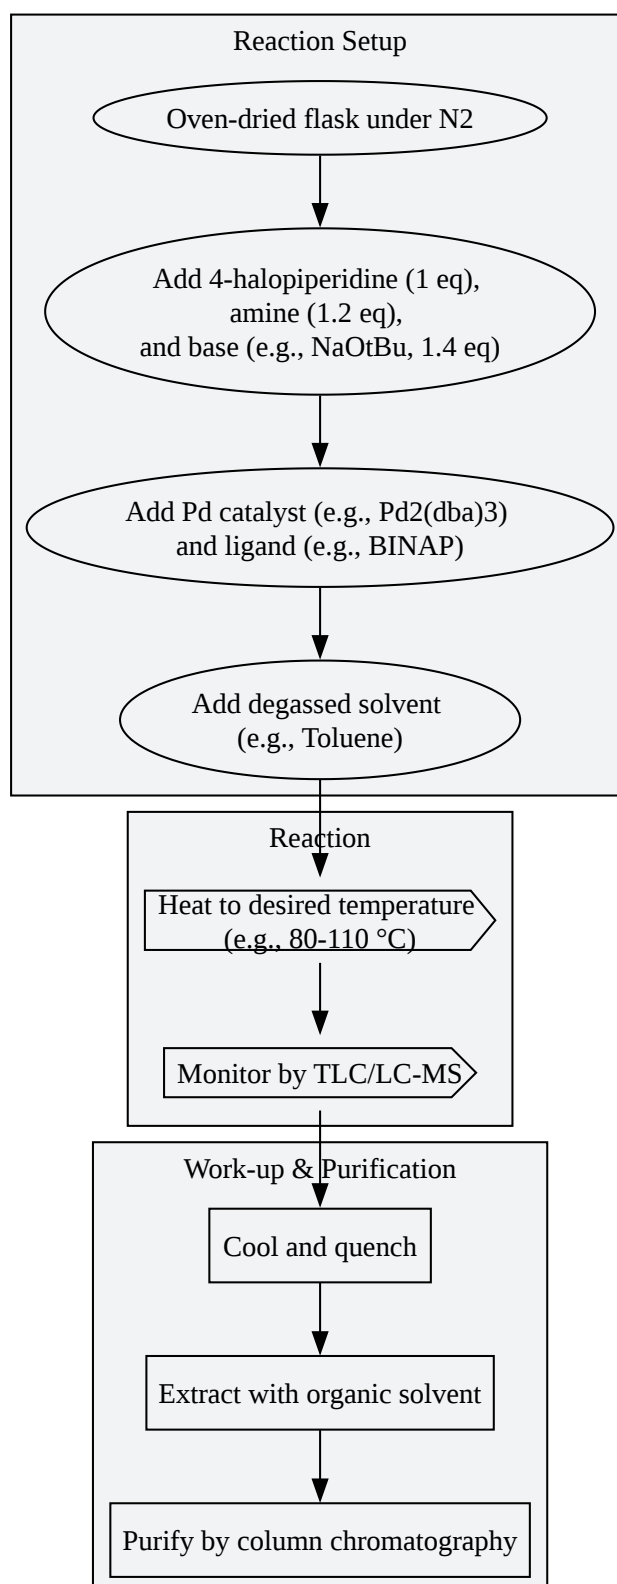 Reaction Setup
Oven-dried flask under N2
Add 4-halopiperidine (1 eq),
amine (1.2 eq),
and base (e.g., NaOtBu, 1.4 eq)
Add Pd catalyst (e.g., Pd2(dba)3)
and ligand (e.g., BINAP)
Add degassed solvent
(e.g., Toluene)
Reaction
Heat to desired temperature
(e.g., 80-110 °C)
Monitor by TLC/LC-MS
Work-up & Purification
Cool and quench
Extract with organic solvent
Purify by column chromatography